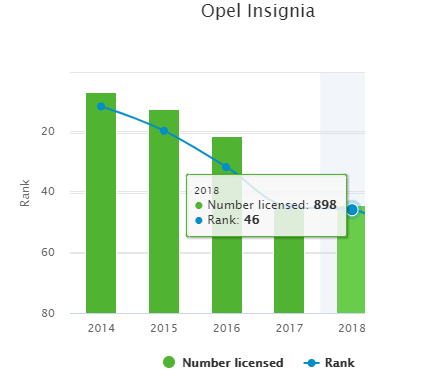 Opel Insignia
Rank
20
40
60
80
2018
Number licensed: 898
Rank: 46
2014
2015
2016
2017
2018
Number licensed
Rank